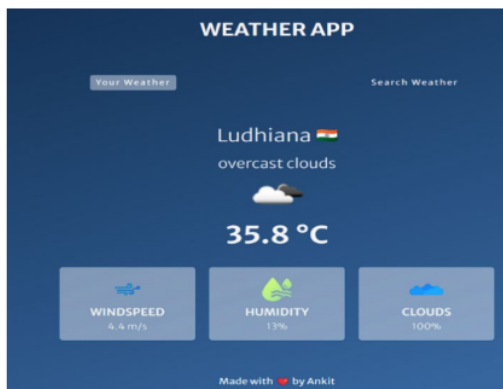 WEATHER APP
Your Weather Search Weather
Ludhiana
overcast clouds
35.8 °C
WINDSPEED HUMIDITY CLOUDS
4.4 m/s 13% 100%
Made with ❤️ by Ankit